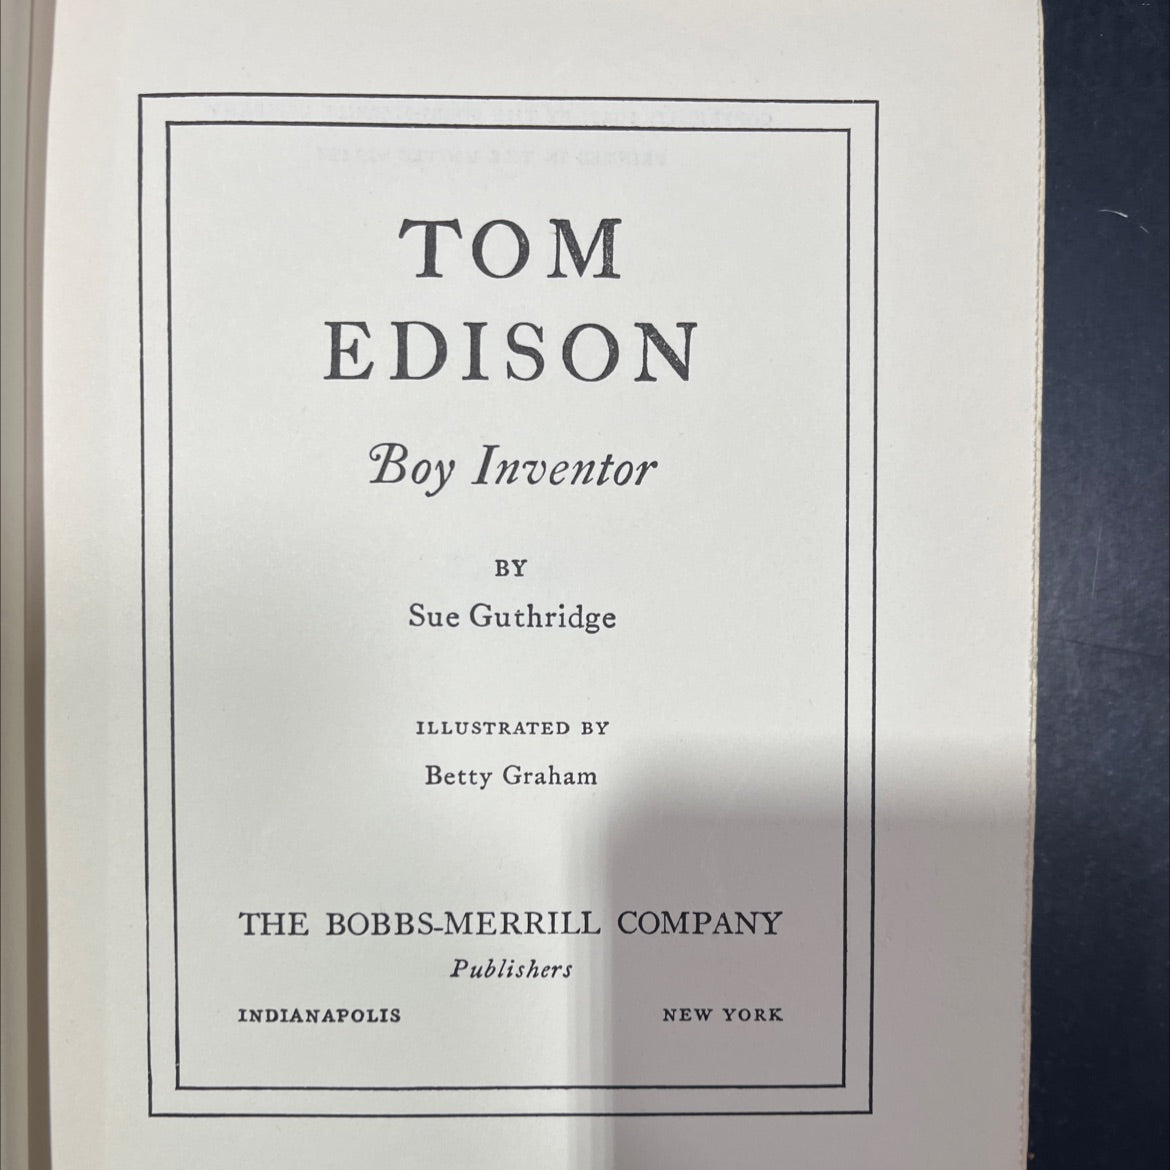 TOM
EDISON
Boy Inventor
BY
Sue Guthridge
ILLUSTRATED BY
Betty Graham
THE BOBBS-MERRILL COMPANY
Publishers
INDIANAPOLIS NEW YORK